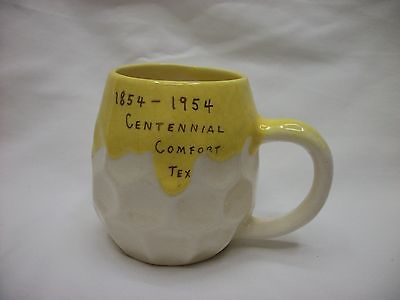 1854 - 1954
CENTENNIAL
COMFORT
TEX